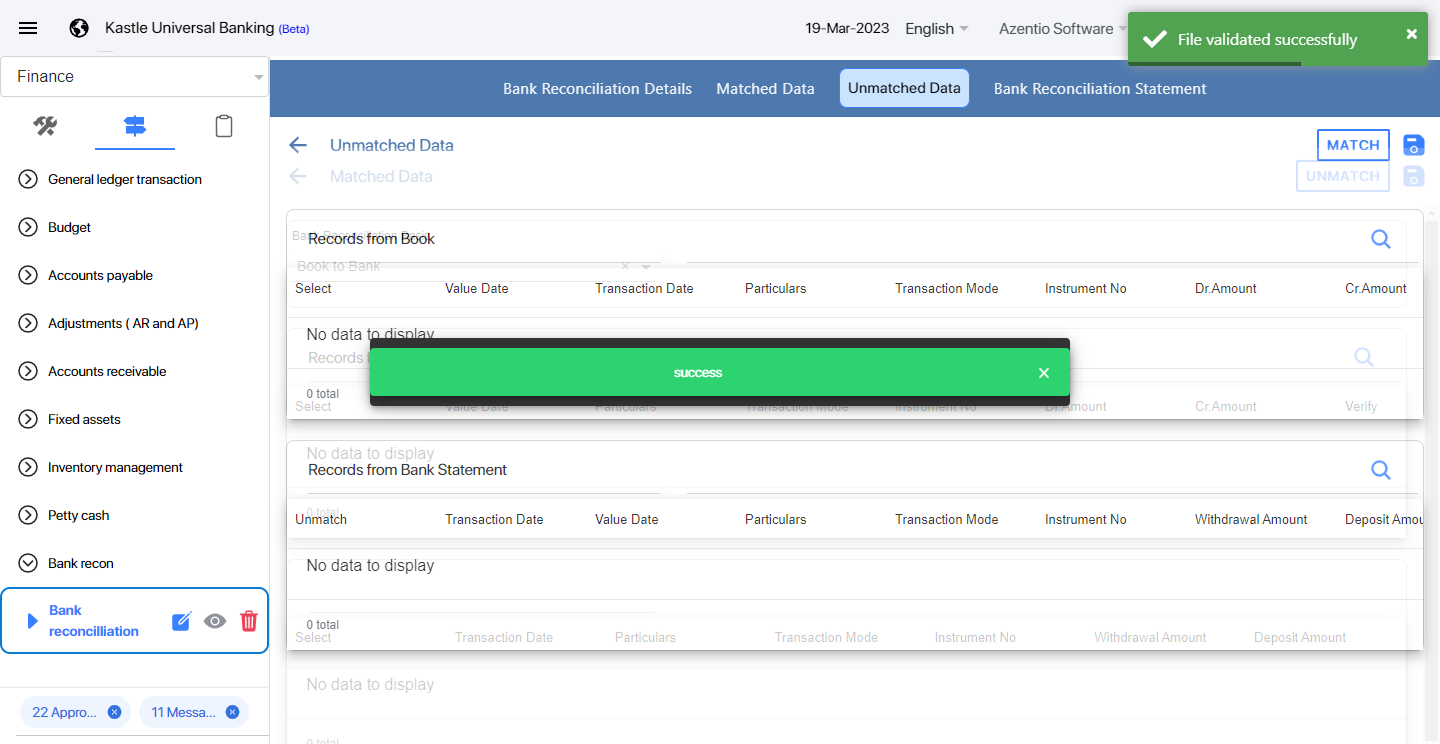 Kastle Universal Banking (Beta)
19-Mar-2023
English
Azentio Software
File validated successfully
Finance
Bank Reconciliation Details
Matched Data
Unmatched Data
Bank Reconciliation Statement
General ledger transaction
Budget
Accounts payable
Adjustments ( AR and AP)
Accounts receivable
Fixed assets
Inventory management
Petty cash
Bank recon
Bank
reconcilliation
22 Appro...
11 Messa...
Unmatched Data
MATCH
Matched Data
UNMATCH
Records from Book
Book to Bank
Select Value Date Transaction Date Particulars Transaction Mode Instrument No Dr.Amount Cr.Amount
No data to display
Records
success
0 total
Select Value Date Particulars Transaction Mode Instrument No Dr.Amount Cr.Amount Verify
No data to display
Records from Bank Statement
0 total
Unmatch Transaction Date Value Date Particulars Transaction Mode Instrument No Withdrawal Amount Deposit Amou
No data to display
0 total
Select Transaction Date Particulars Transaction Mode Instrument No Withdrawal Amount Deposit Amount
No data to display
0 total